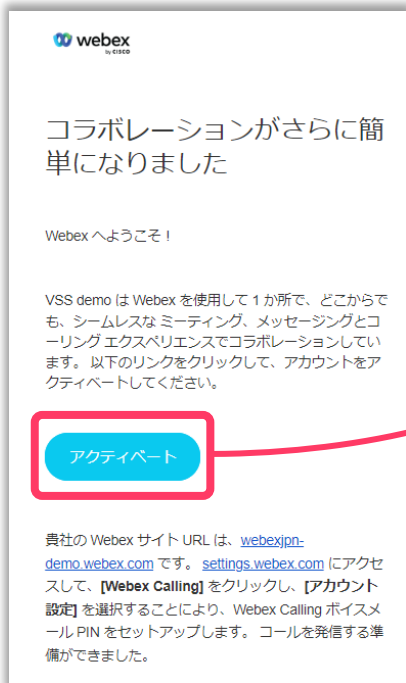 webex
by CISCO
コラボレーションがさらに簡
単になりました
Webex へようこそ！
VSS demo は Webex を使用して 1 か所で、どこからで
も、シームレスな ミーティング、メッセージングとコ
ーリング エクスペリエンスでコラボレーションしてい
ます。 以下のリンクをクリックして、アカウントをア
クティベートしてください。
アクティベート
貴社の Webex サイト URL は、webexjpn-
demo.webex.com です。 settings.webex.com にアクセ
スして、[Webex Calling] をクリックし、[アカウント
設定] を選択することにより、Webex Calling ボイスメ
ール PIN をセットアップします。 コールを発信する準
備ができました。